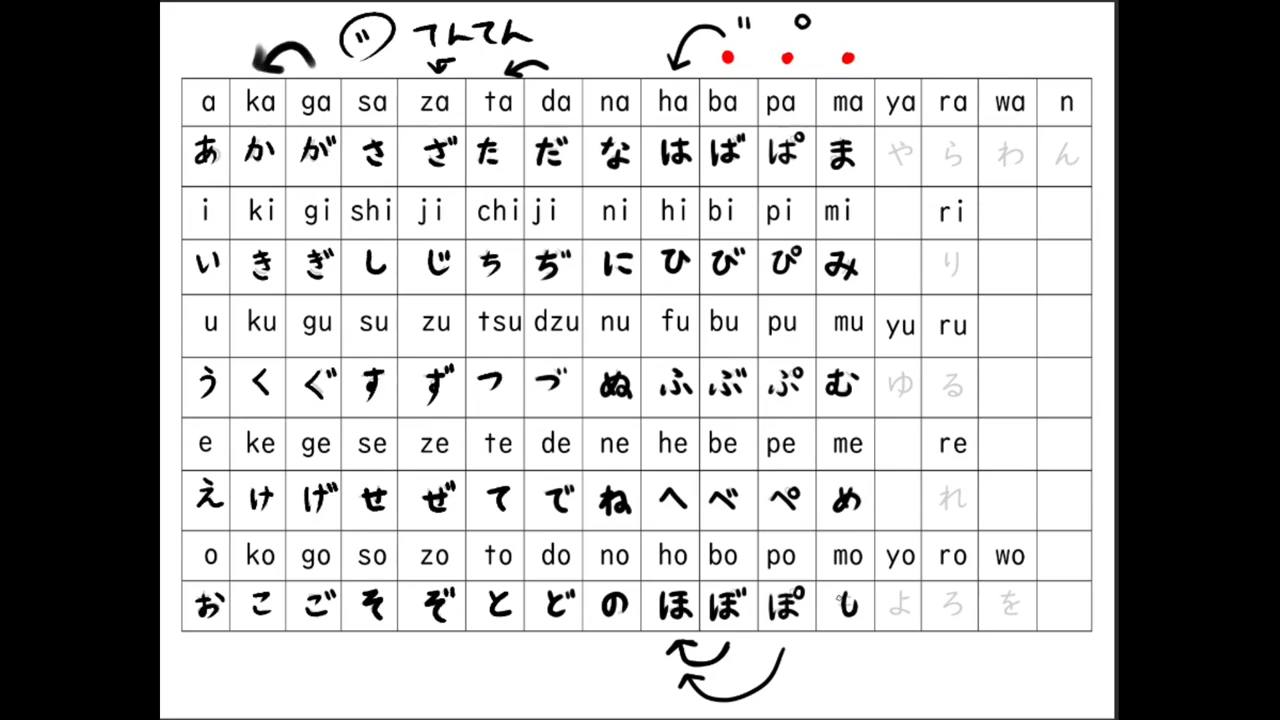 てんてん
a ka ga sa za ta da na ha ba pa ma ya ra wa n
あ か が さ ざ た だ な は ば ぱ ま や ら わ ん
i ki gi shi ji chi ji ni hi bi pi mi ri
い き ぎ し じ ち ぢ に ひ び ぴ み り
u ku gu su zu tsu dzu nu fu bu pu mu yu ru
う く ぐ す ず つ づ ぬ ふ ぶ ぷ む ゆ る
e ke ge se ze te de ne he be pe me re
え け げ せ ぜ て で ね へ べ ぺ め れ
o ko go so zo to do no ho bo po mo yo ro wo
お こ ご そ ぞ と ど の ほ ぼ ぽ し よ ろ を